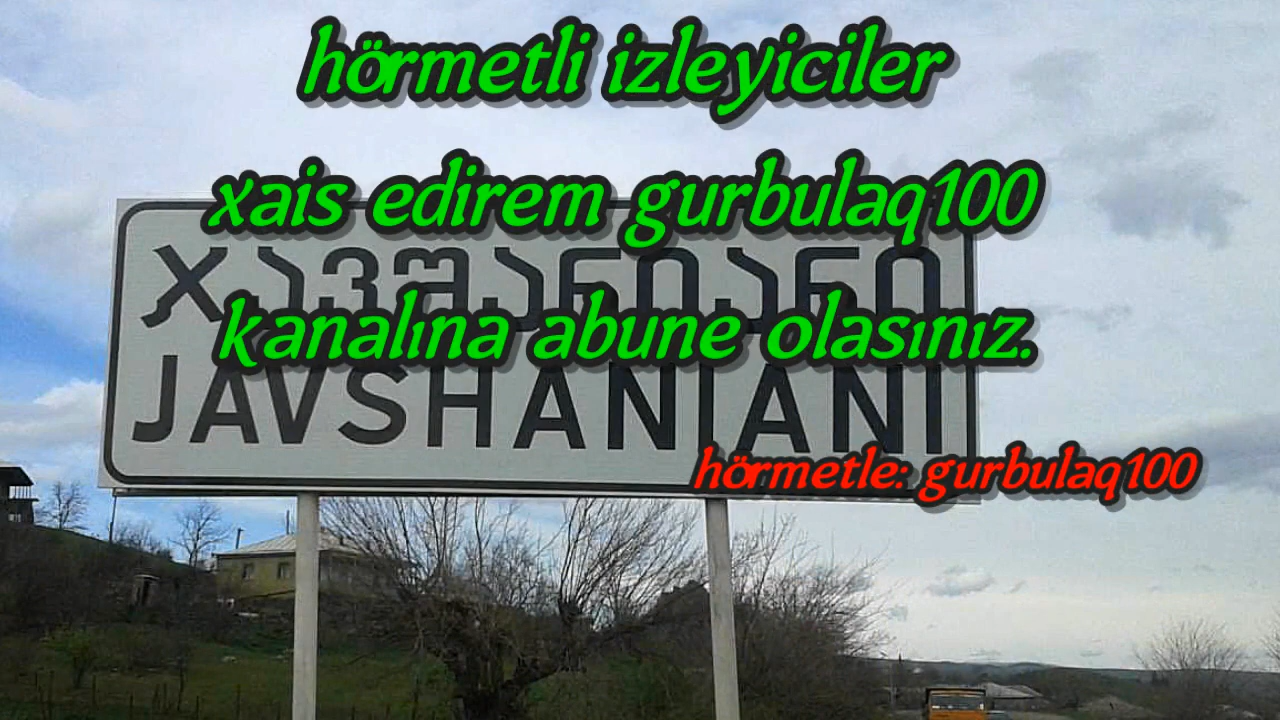 hörmetli izleyiciler
xais edirem gurbulaq100
ჯავშანიანი
kanalına abune olasınız.
JAVSHANIANI
hörmetle: gurbulaq100